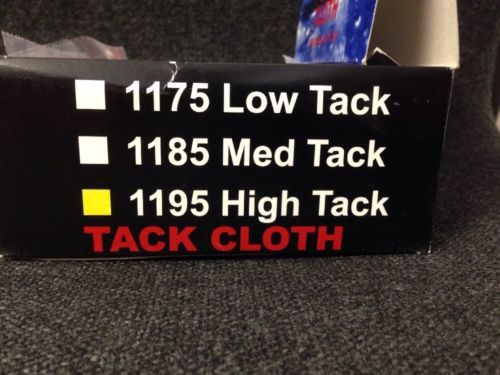 1175 Low Tack
1185 Med Tack
1195 High Tack
TACK CLOTH